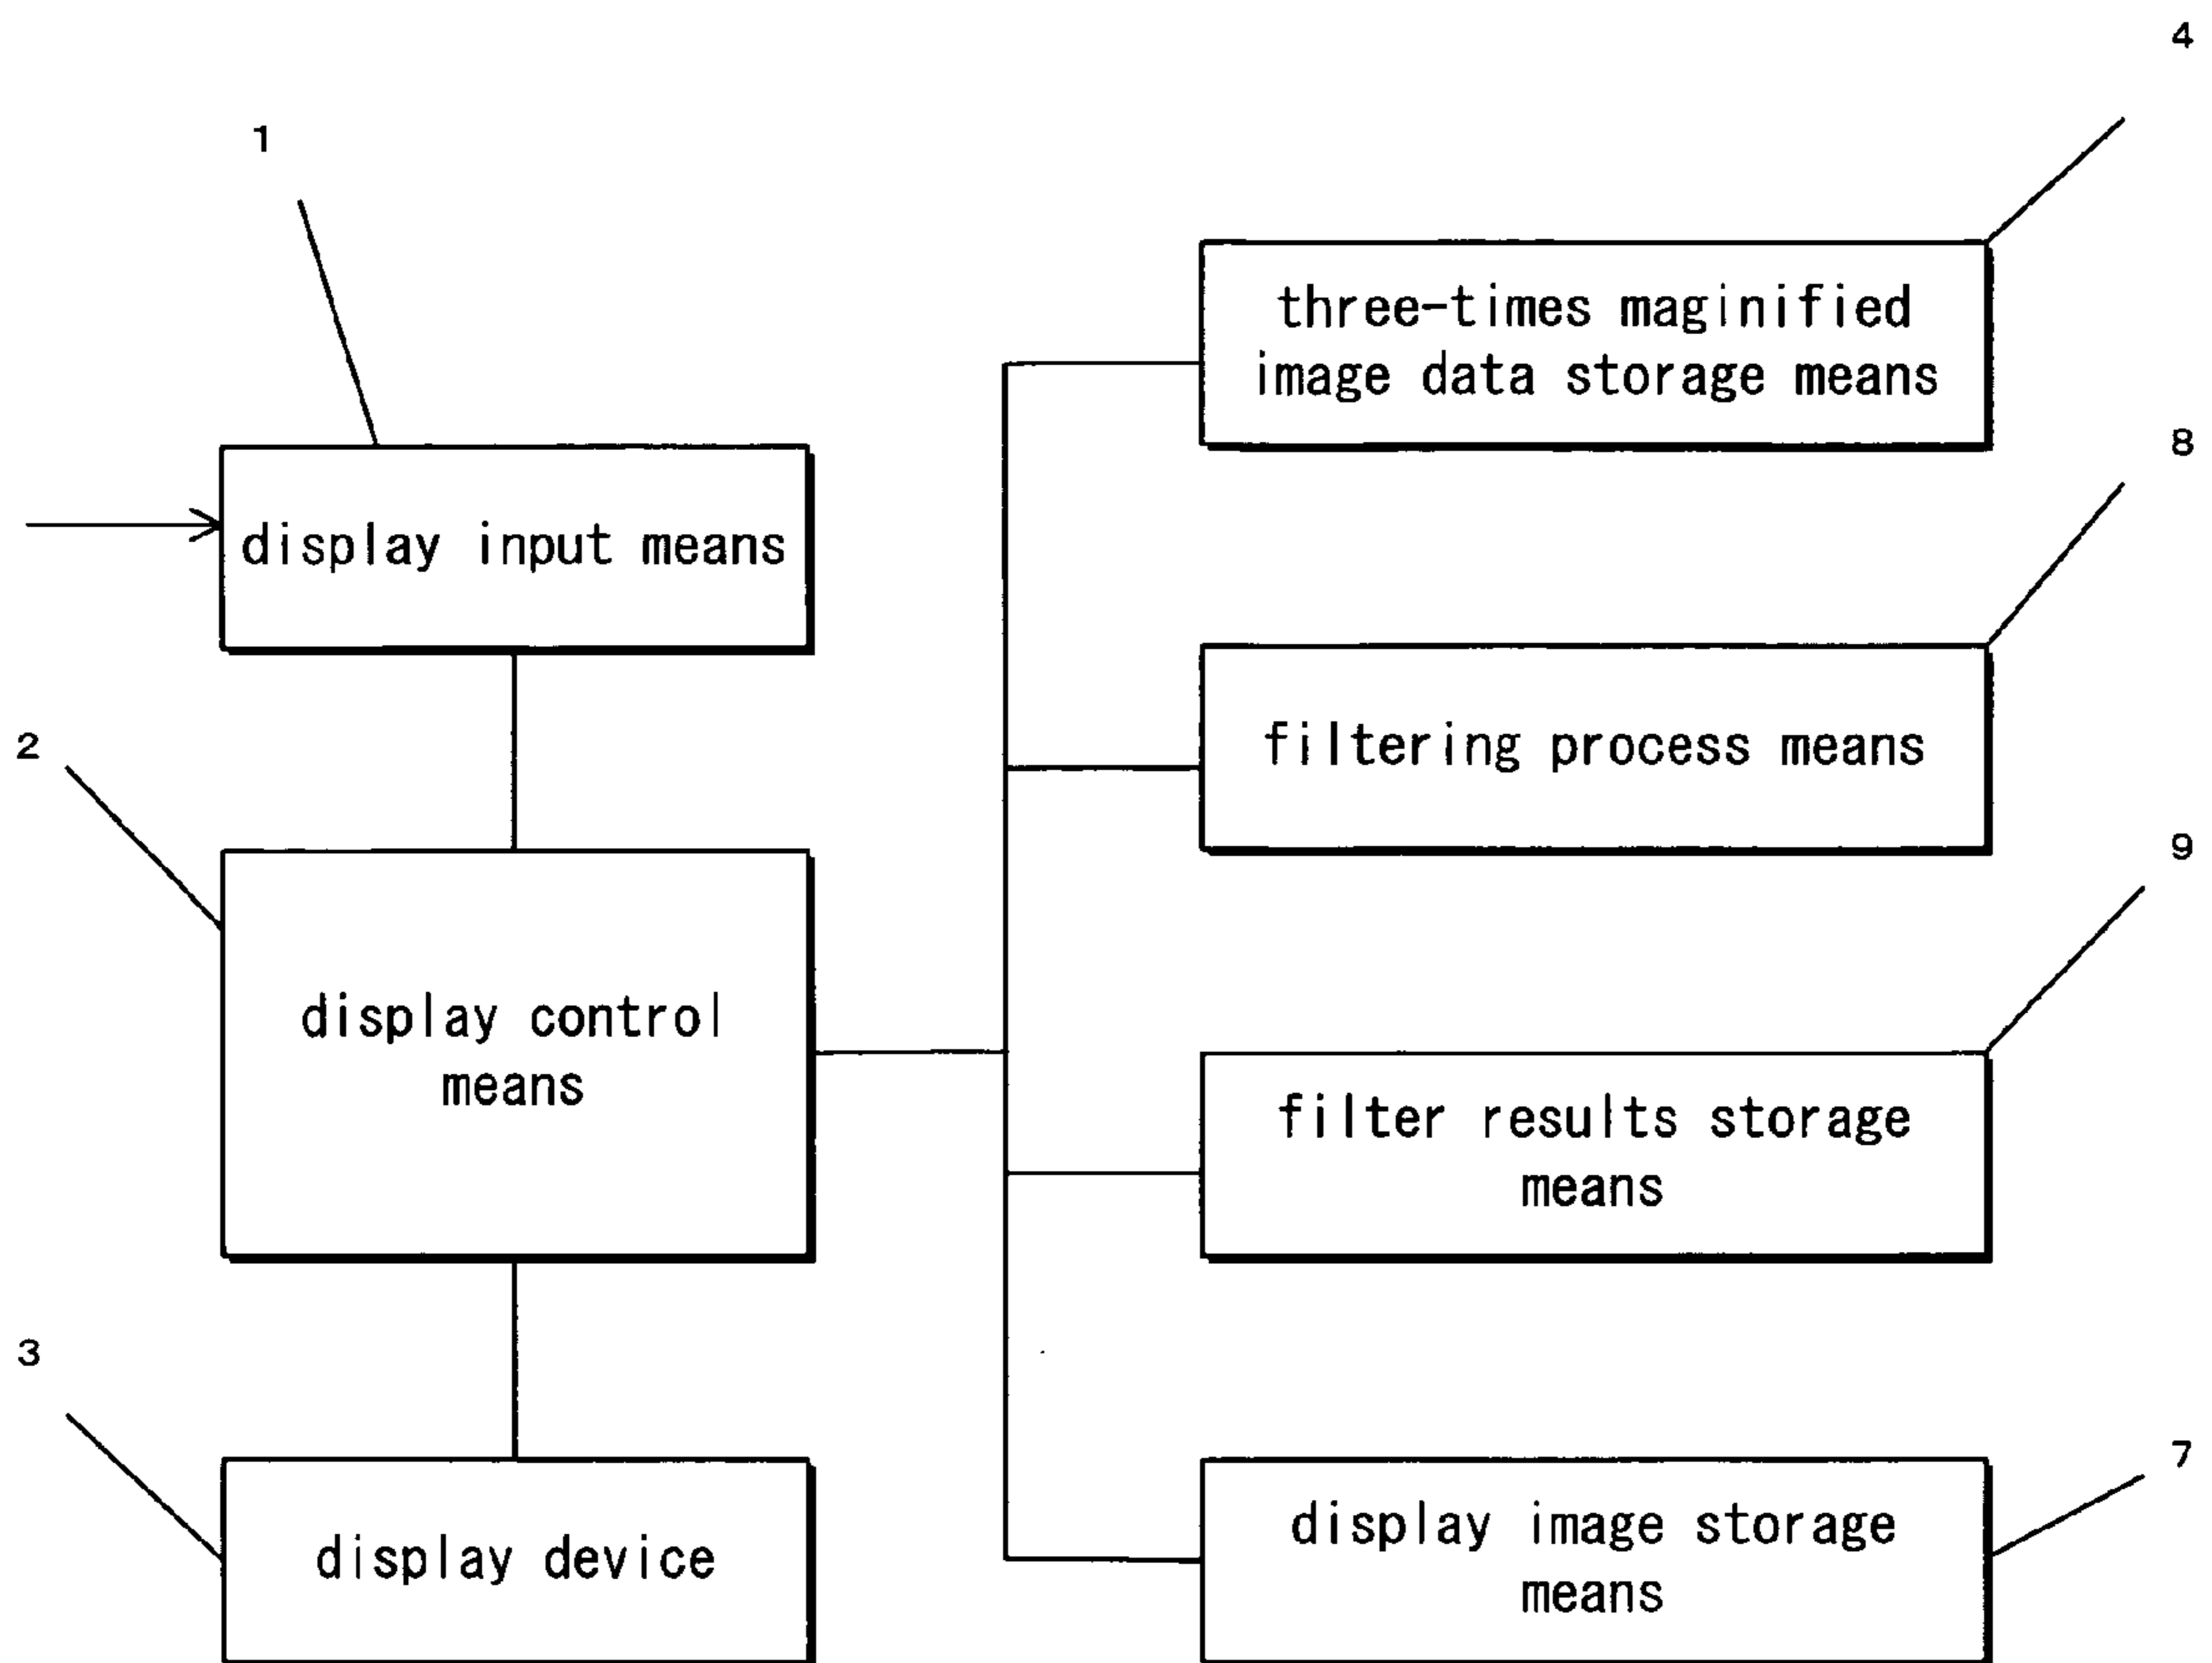 4
1
three-times maginified
image data storage means
8
display input means
2
filtering process means
9
display control
means
filter results storage
means
3
7
display image storage
means
display device